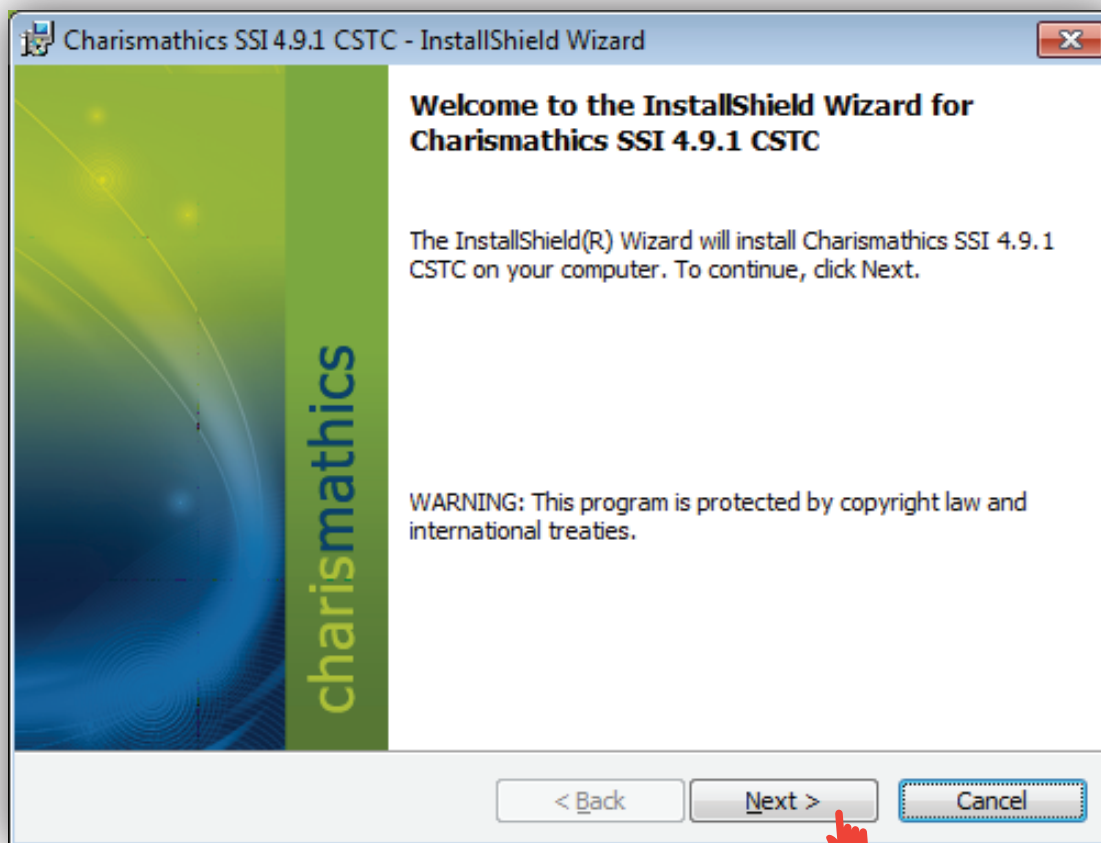 Charismathics SSI 4.9.1 CSTC - InstallShield Wizard
Welcome to the InstallShield Wizard for
Charismathics SSI 4.9.1 CSTC
The InstallShield(R) Wizard will install Charismathics SSI 4.9.1
CSTC on your computer. To continue, click Next.
charismathics
WARNING: This program is protected by copyright law and
international treaties.
< Back
Next >
Cancel